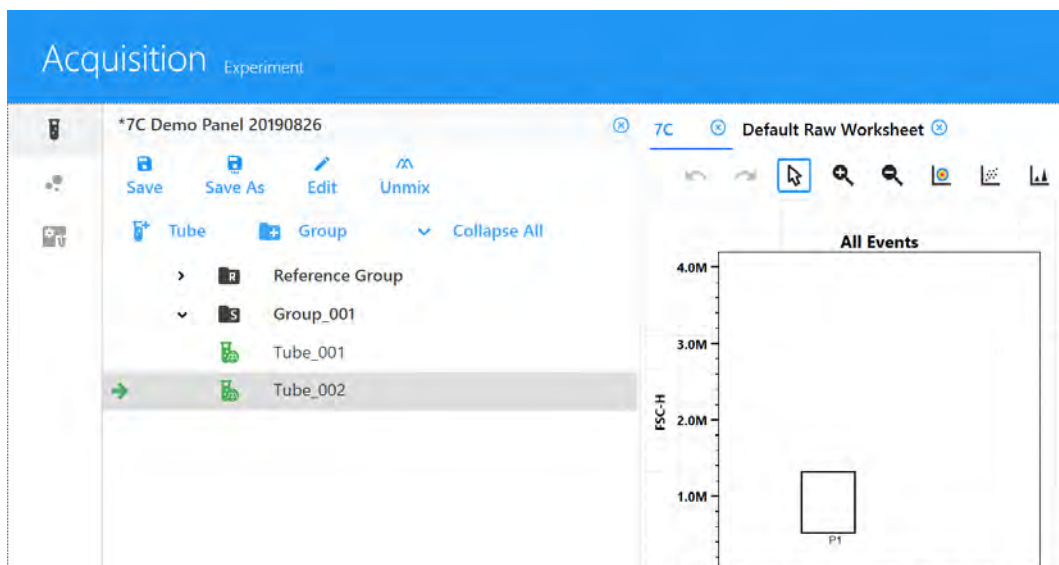 Acquisition Experiment
*7C Demo Panel 20190826
Save Save As Edit Unmix
Tube Group Collapse All
R Reference Group
S Group_001
Tube_001
Tube_002
7C Default Raw Worksheet
All Events
4.0M
3.0M
FSC-H
2.0M
1.0M
P1